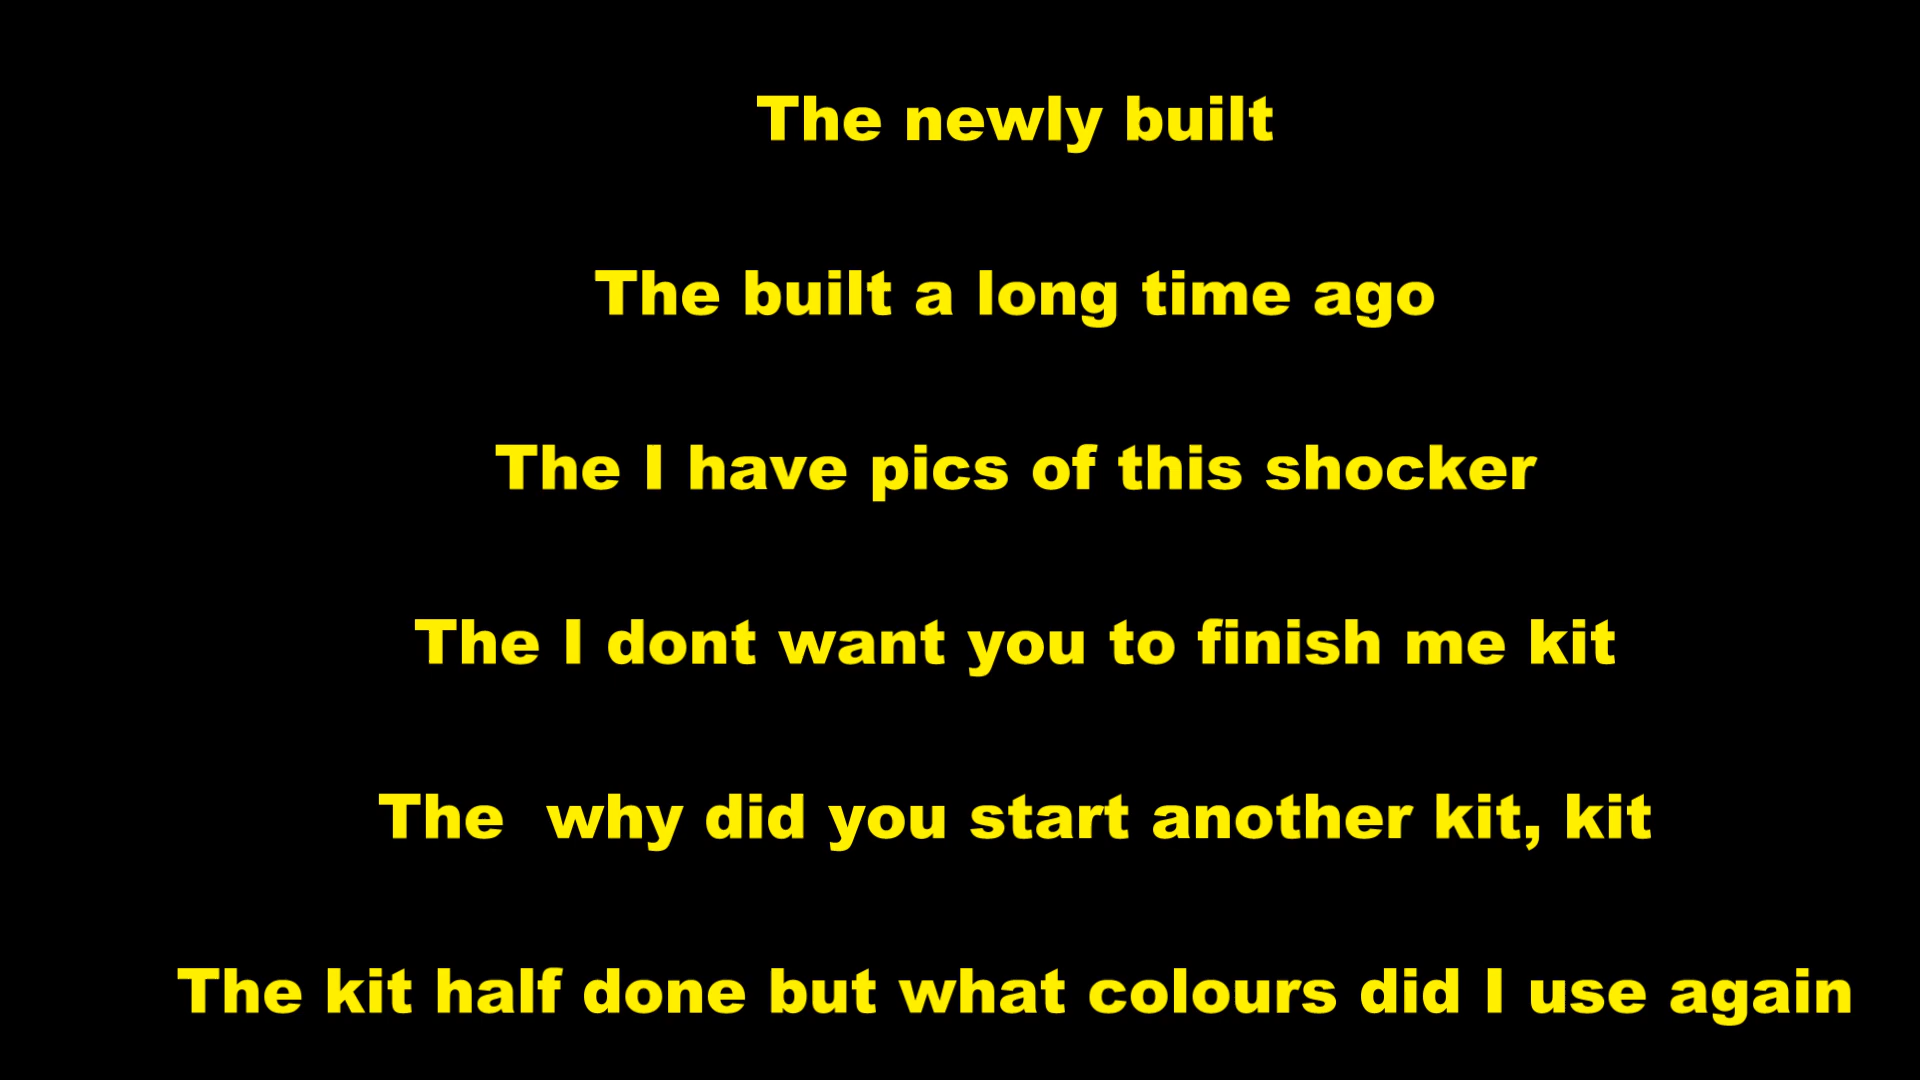 The newly built
The built a long time ago
The I have pics of this shocker
The I dont want you to finish me kit
The  why did you start another kit, kit
The kit half done but what colours did I use again